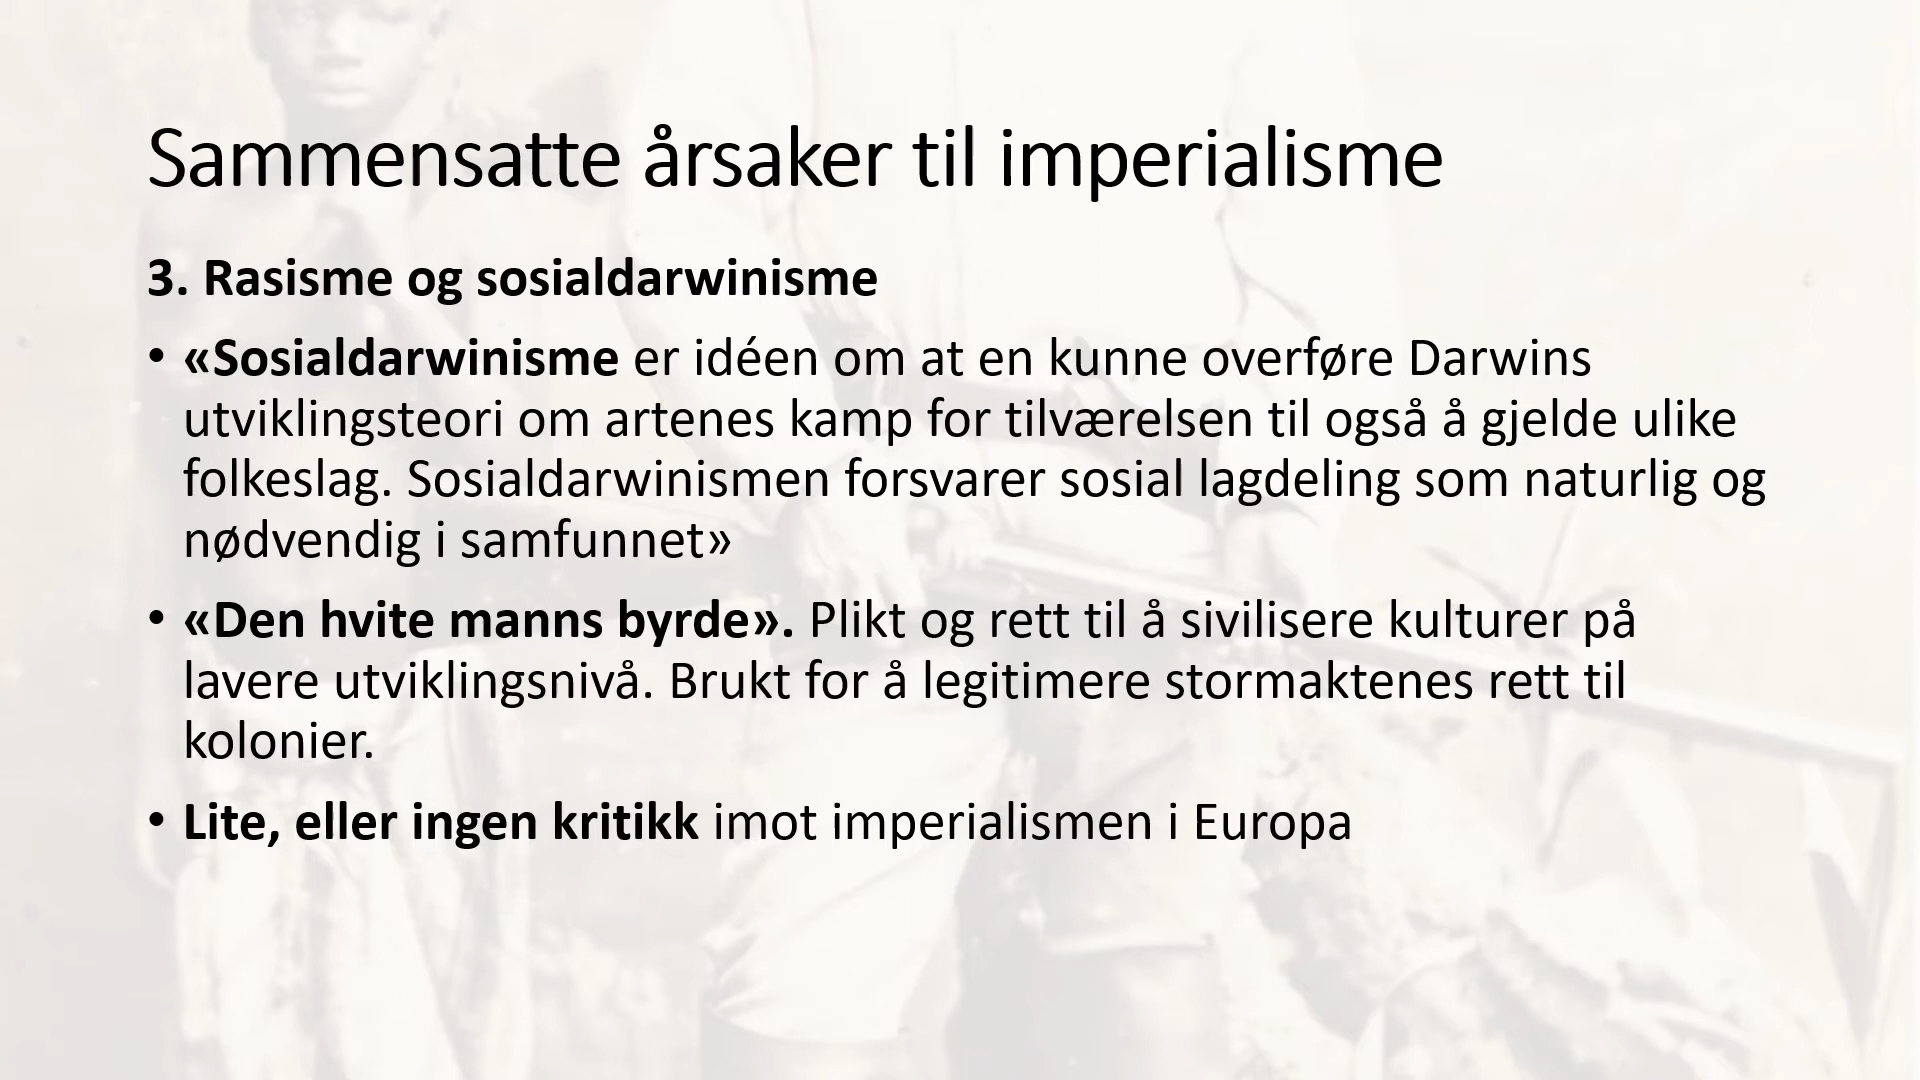 Sammensatte årsaker til imperialisme
3. Rasisme og sosialdarwinisme
• «Sosialdarwinisme er idéen om at en kunne overføre Darwins
utviklingsteori om artenes kamp for tilværelsen til også å gjelde ulike
folkeslag. Sosialdarwinismen forsvarer sosial lagdeling som naturlig og
nødvendig i samfunnet»
• «Den hvite manns byrde». Plikt og rett til å sivilisere kulturer på
lavere utviklingsnivå. Brukt for å legitimere stormaktenes rett til
kolonier.
• Lite, eller ingen kritikk imot imperialismen i Europa